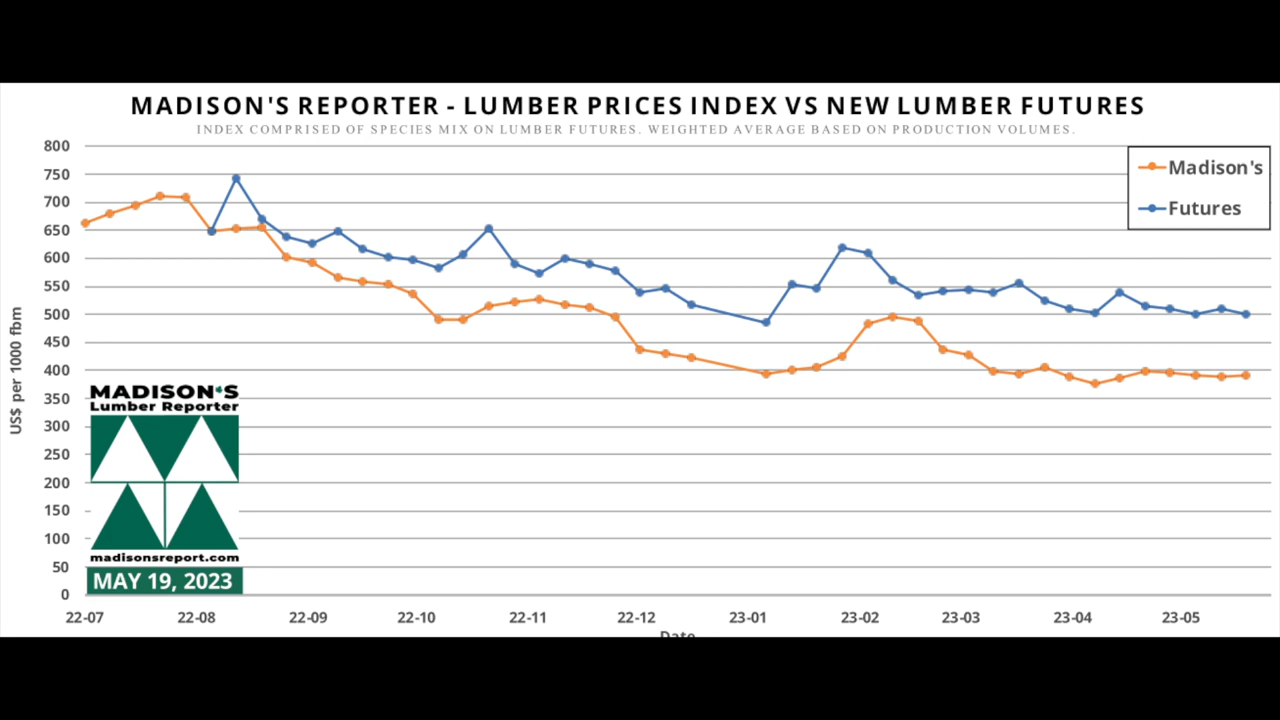 MADISON'S REPORTER - LUMBER PRICES INDEX VS NEW LUMBER FUTURES
INDEX COMPRISED OF SPECIES MIX ON LUMBER FUTURES. WEIGHTED AVERAGE BASED ON PRODUCTION VOLUMES.
Madison's
Futures
800
750
700
650
600
550
500
450
400
350
300
250
200
150
100
50
0
US$ per 1000 fbm
MADISON'S
Lumber Reporter
madisonsreport.com
MAY 19, 2023
22-07 22-08 22-09 22-10 22-11 22-12 23-01 23-02 23-03 23-04 23-05
Date